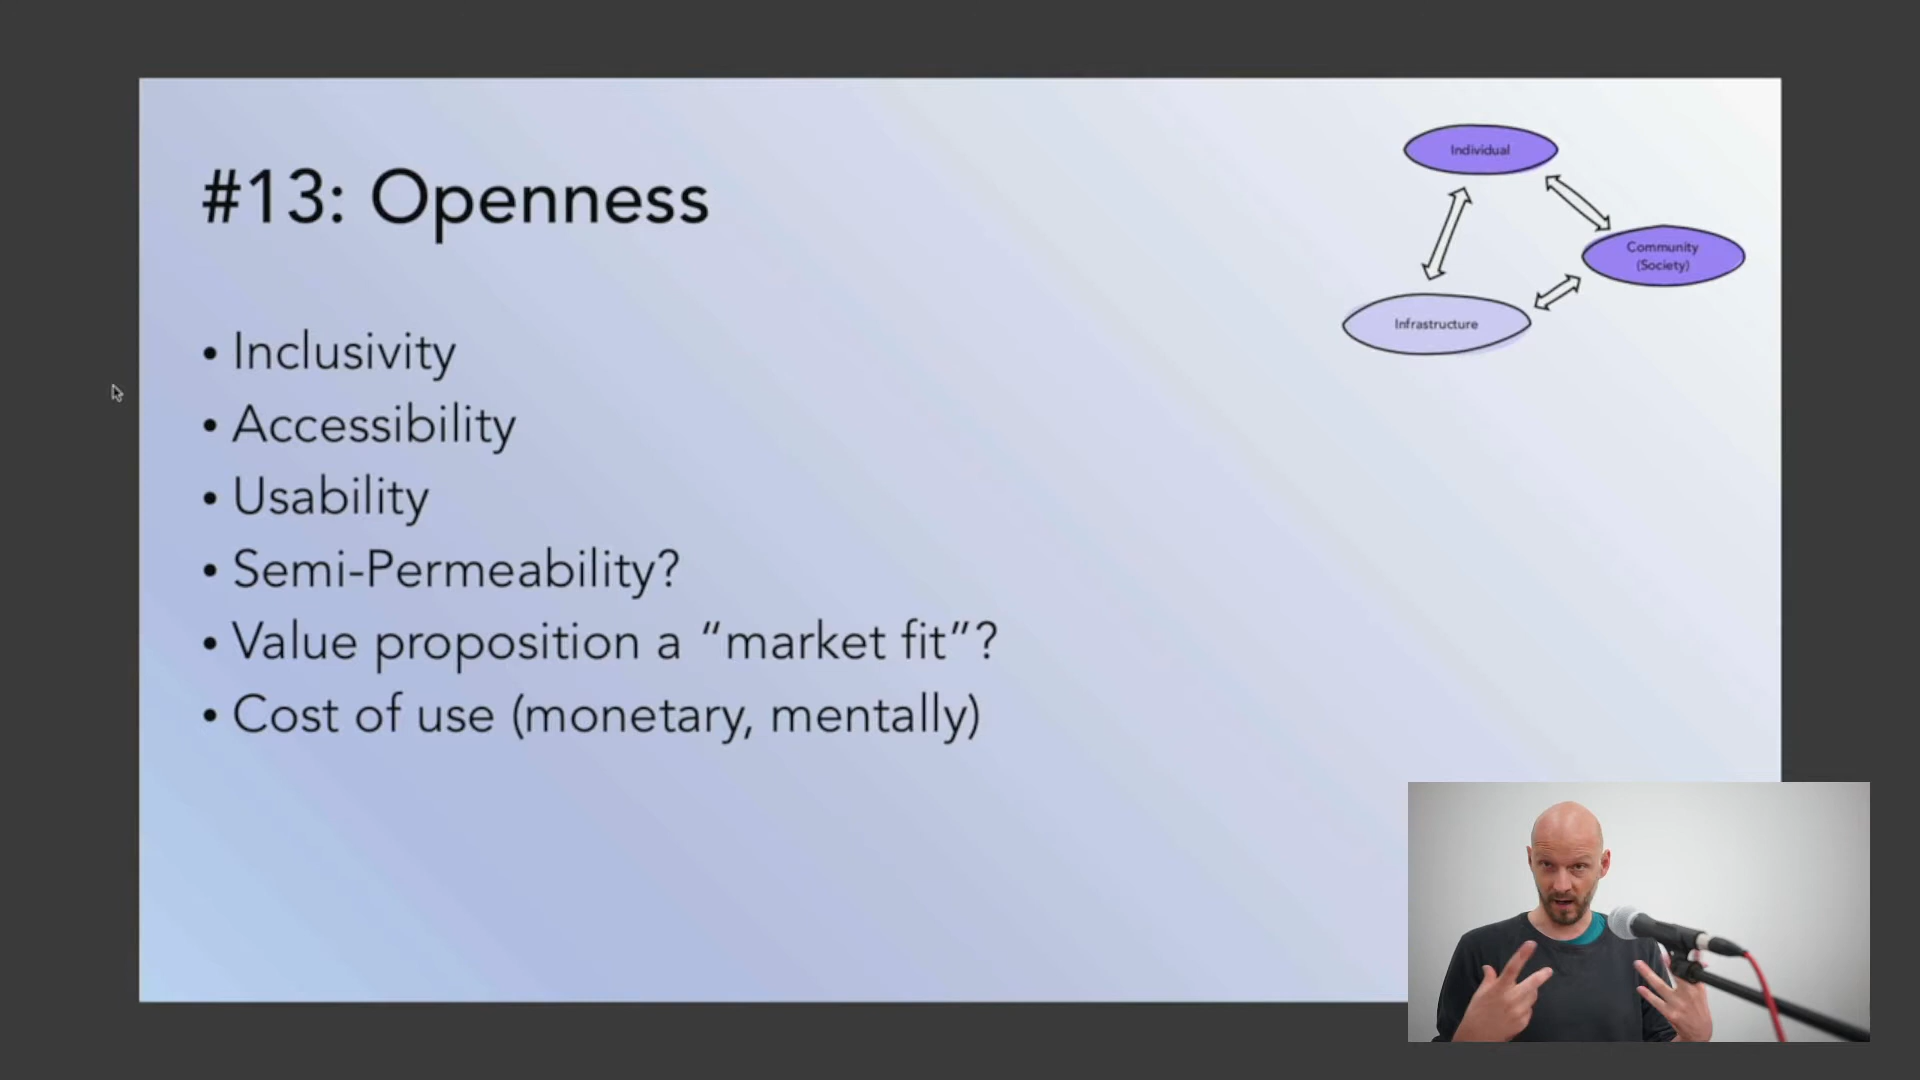 #13: Openness
• Inclusivity
• Accessibility
• Usability
• Semi-Permeability?
• Value proposition a “market fit”?
• Cost of use (monetary, mentally)
Individual
Community
(Society)
Infrastructure